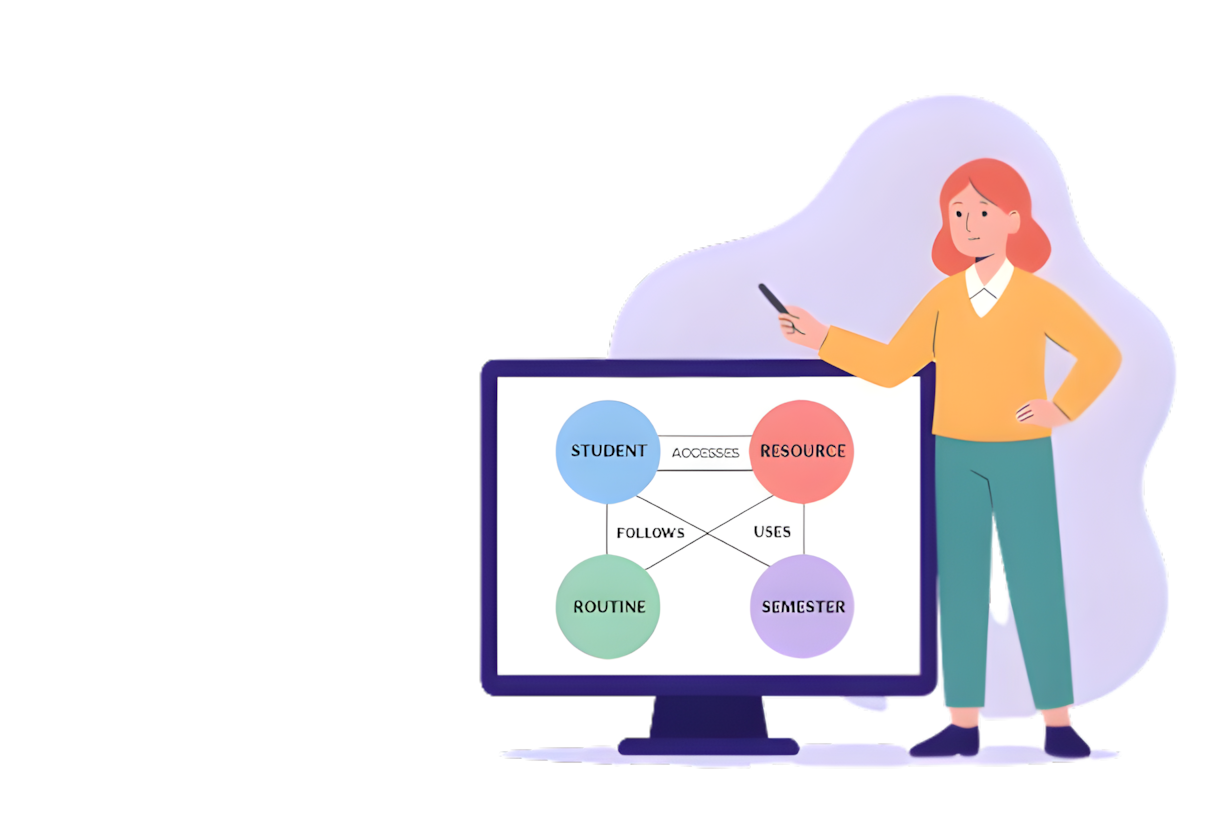 STUDENT
ACCESSES
RESOURCE
FOLLOWS
USES
ROUTINE
SEMESTER